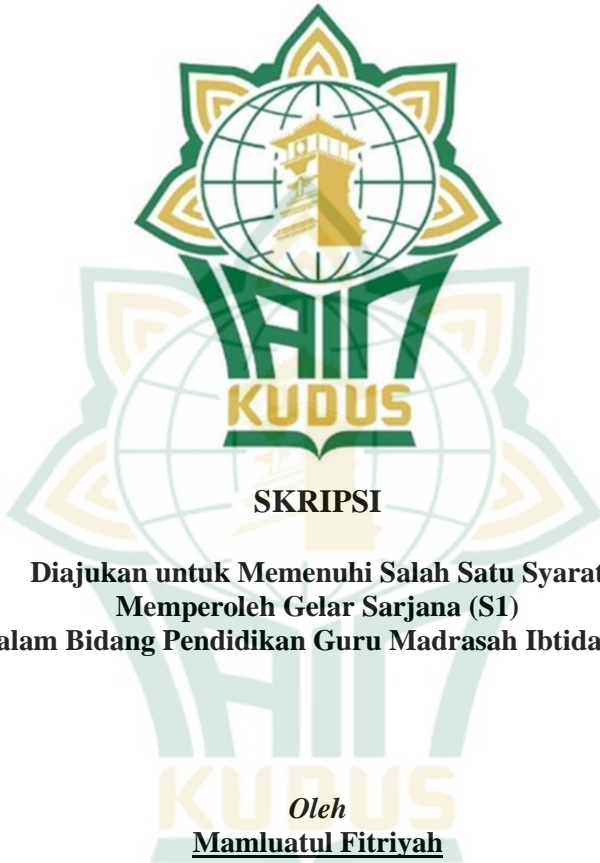 IAIN
KUDUS
SKRIPSI
Diajukan untuk Memenuhi Salah Satu Syarat
Memperoleh Gelar Sarjana (S1)
alam Bidang Pendidikan Guru Madrasah Ibtida
Oleh
Mamluatul Fitriyah